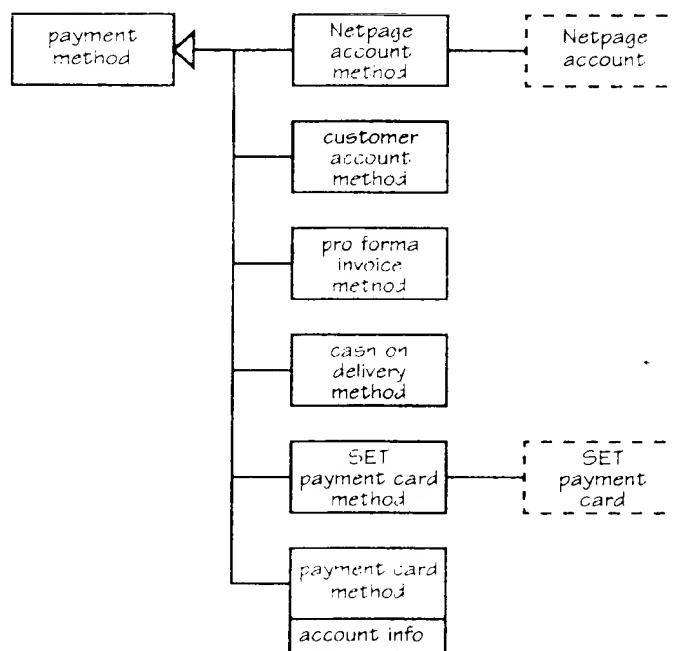 payment
method
Netpage
account
method
Netpage
account
customer
account
method
pro forma
invoice
method
cash on
delivery
method
SET
payment card
method
SET
payment
card
payment card
method
account info